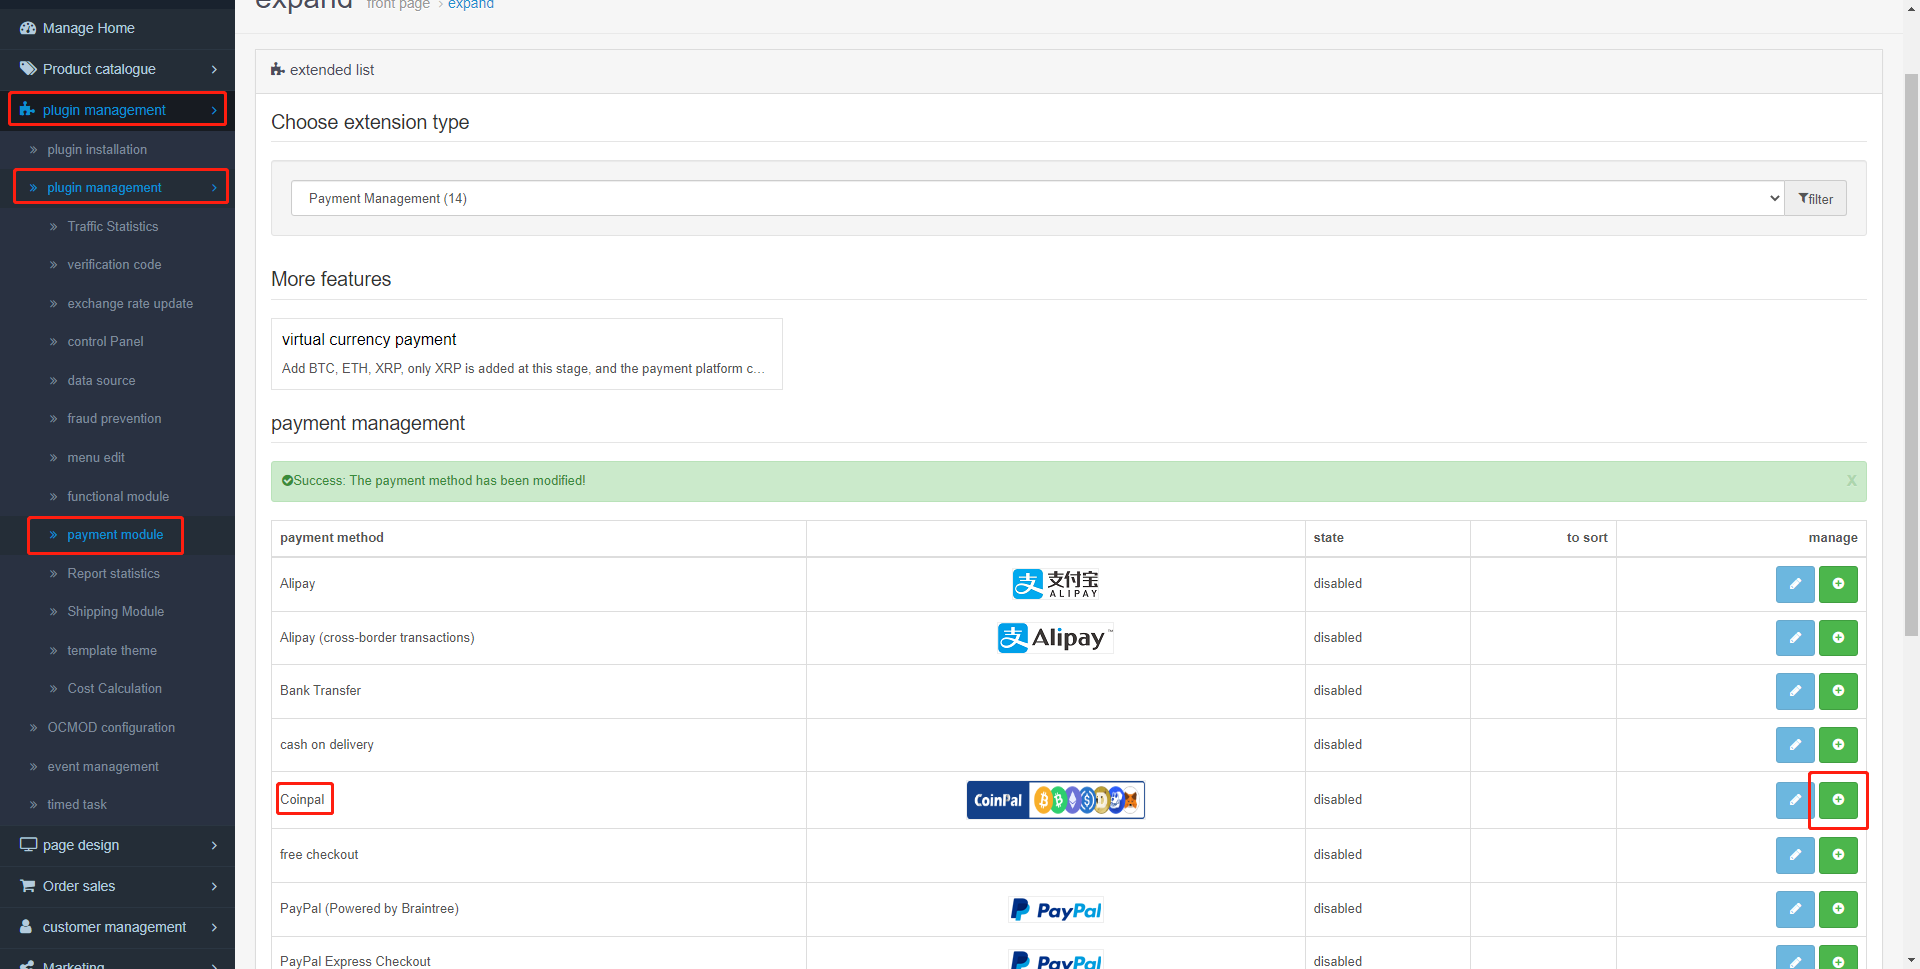 expand front page › expand
Manage Home
Product catalogue
plugin management
plugin installation
plugin management
Traffic Statistics
verification code
exchange rate update
control Panel
data source
fraud prevention
menu edit
functional module
payment module
Report statistics
Shipping Module
template theme
Cost Calculation
OCMOD configuration
event management
timed task
page design
Order sales
customer management
Marketing
extended list
Choose extension type
Payment Management (14)
filter
More features
virtual currency payment
Add BTC, ETH, XRP, only XRP is added at this stage, and the payment platform c...
payment management
Success: The payment method has been modified!
X
payment method state to sort manage
Alipay 支 支付宝 ALIPAY disabled
Alipay (cross-border transactions) 支 Alipay ™ disabled
Bank Transfer disabled
cash on delivery disabled
Coinpal CoinPal disabled
free checkout disabled
PayPal (Powered by Braintree) PayPal disabled
PayPal Express Checkout PayPal disabled